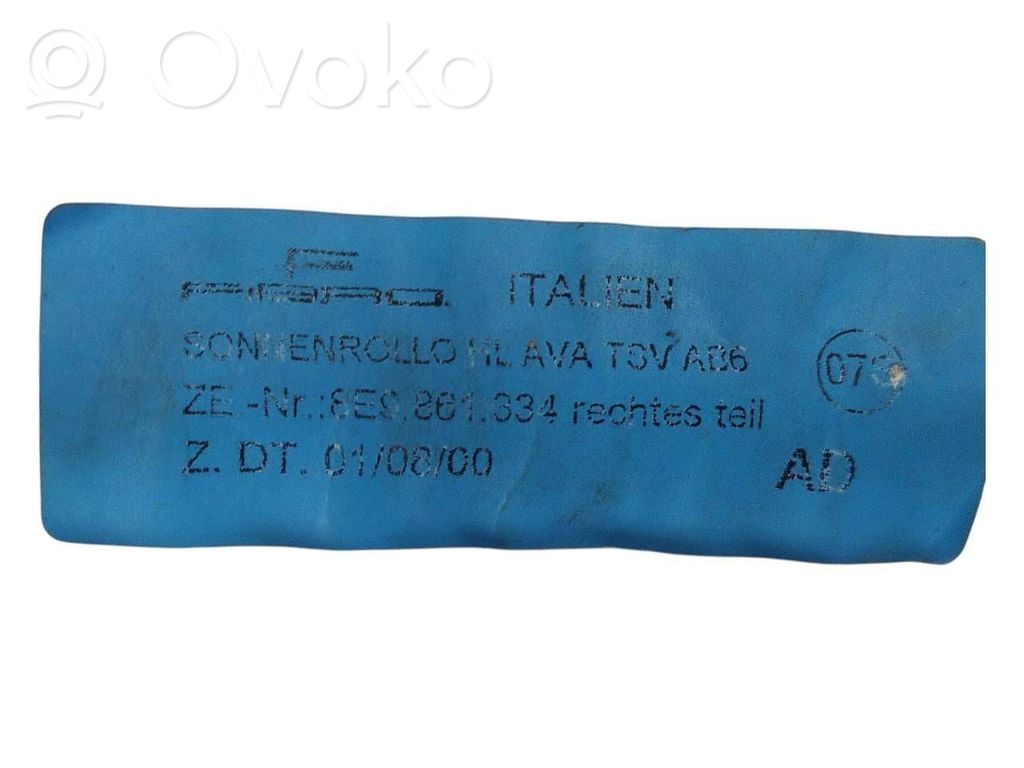 Ovoko
ITALIEN
SONNENROLLO HL AVA TSV AB6
ZE.-Nr.:8E9.861.334 rechtes teil
Z. DT. 01/08/00
AD